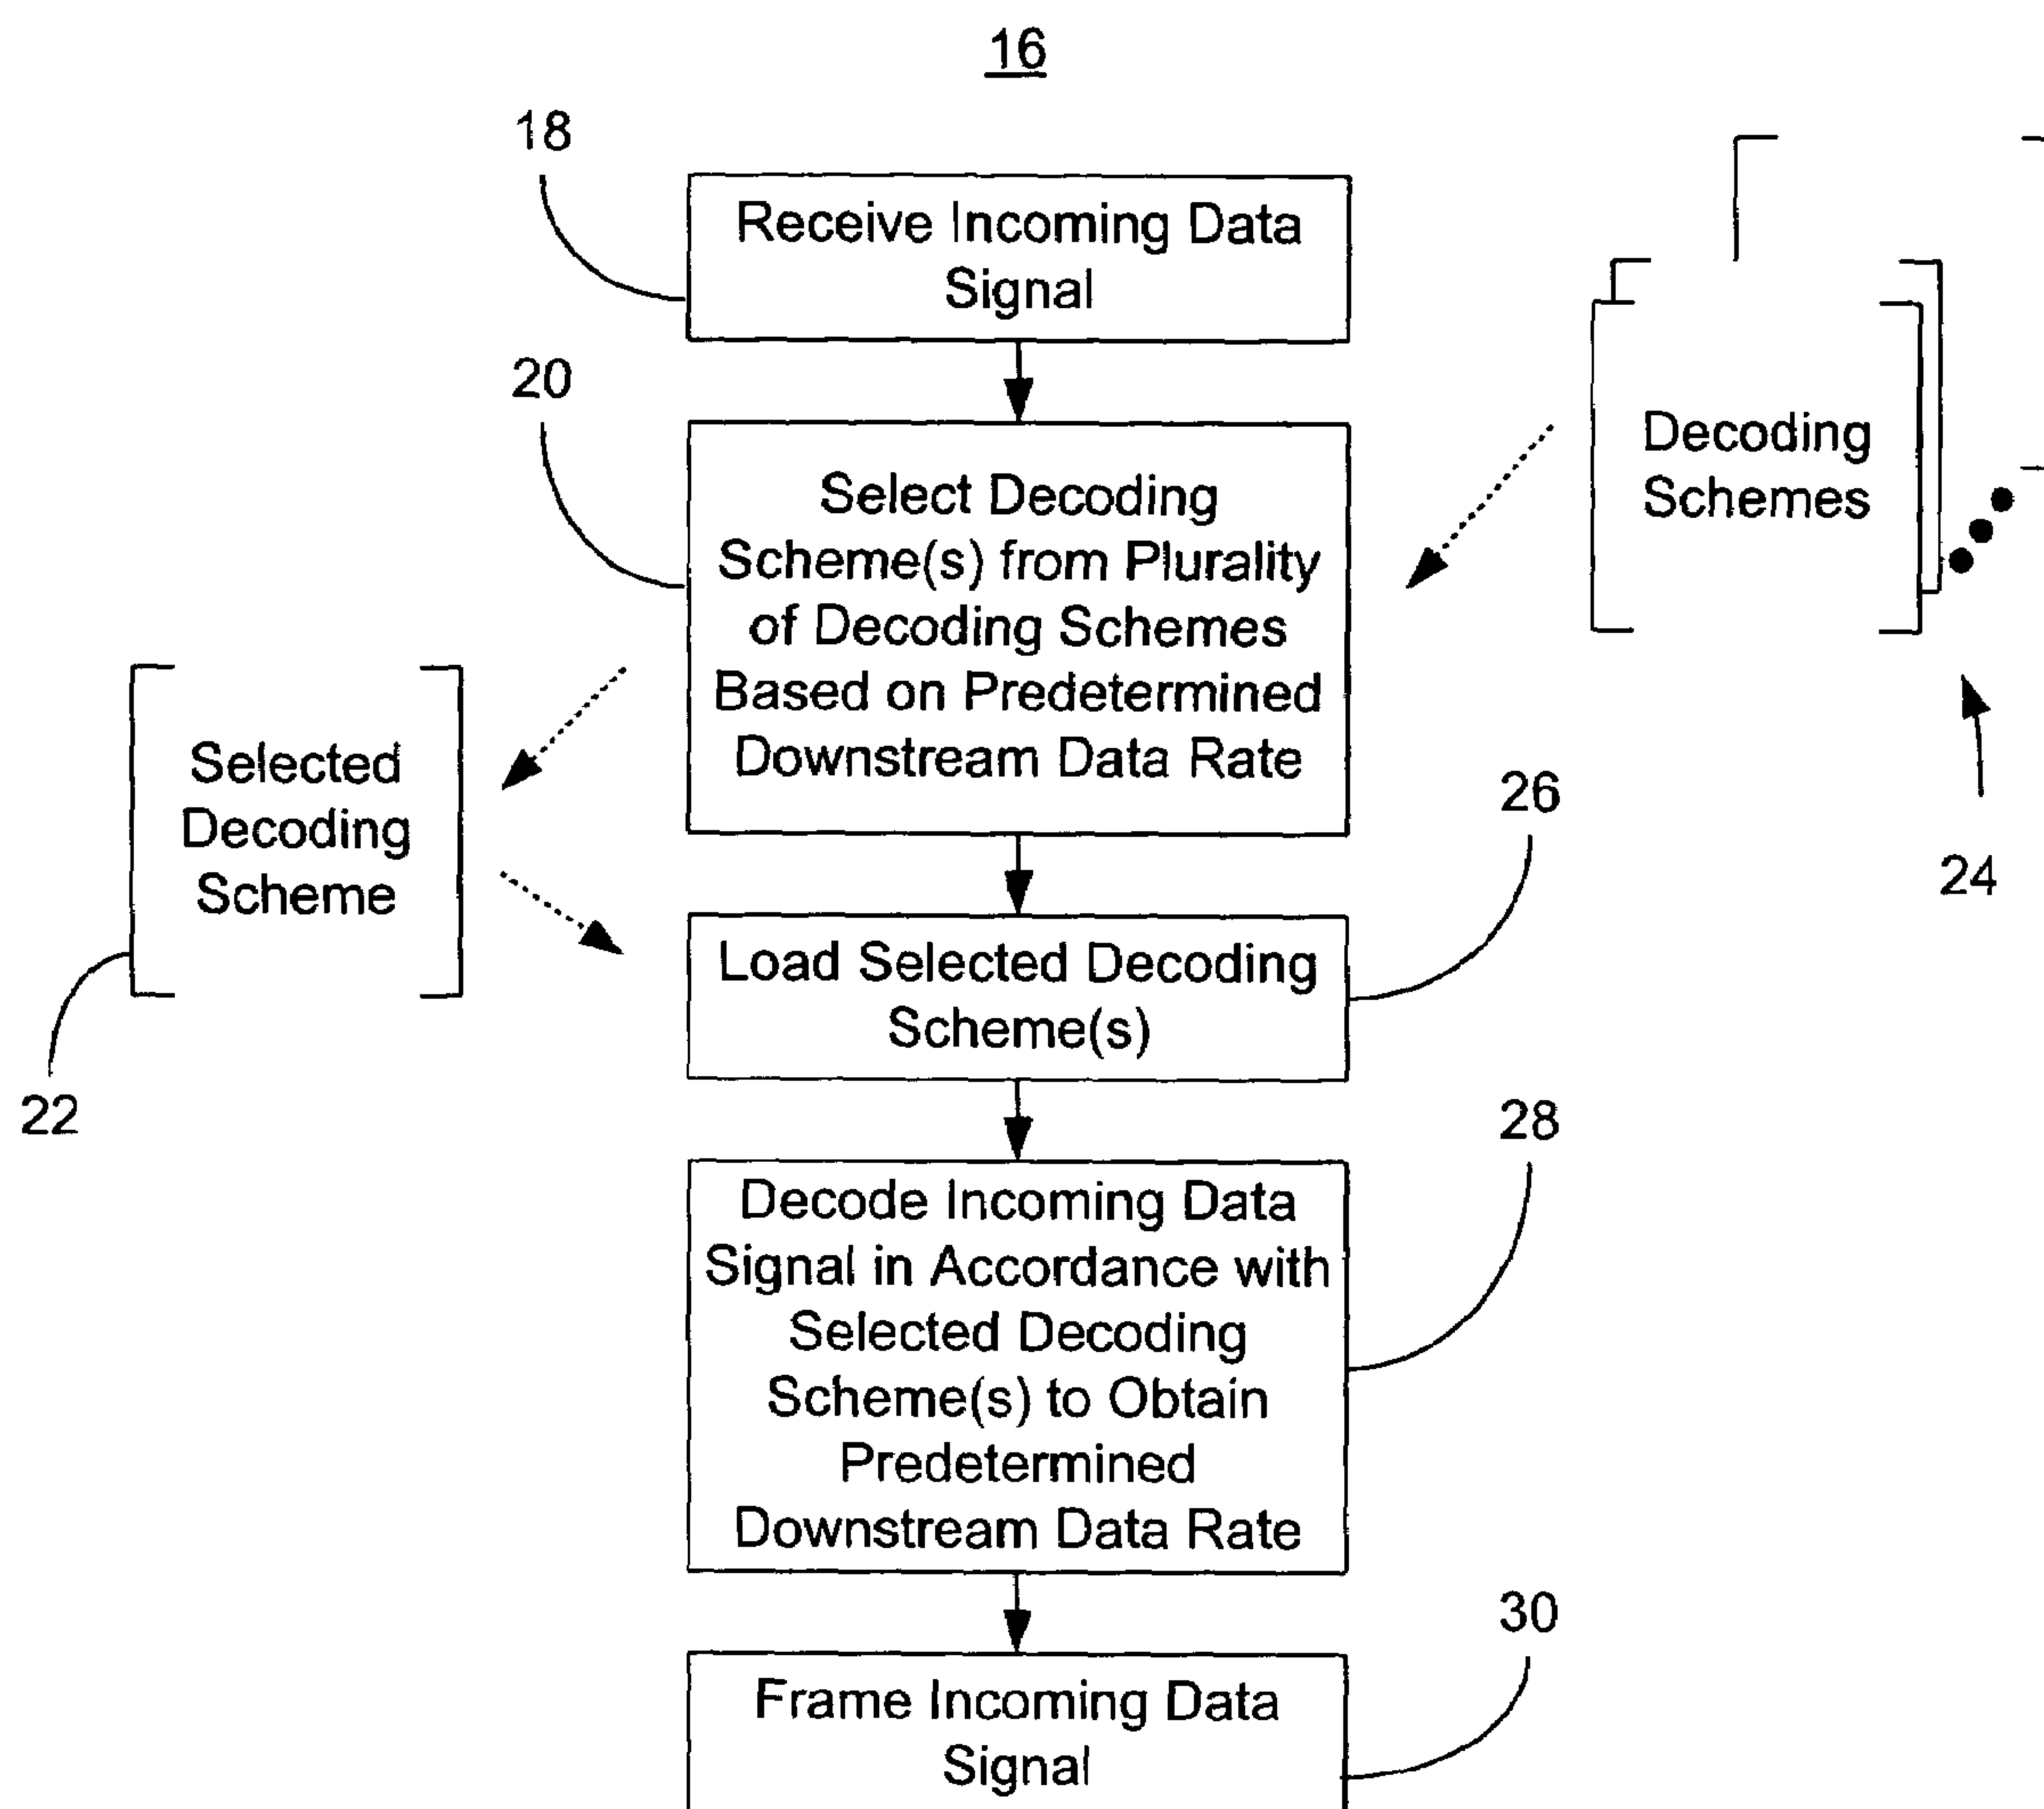 16
18
Receive Incoming Data
Signal
20
Select Decoding
Scheme(s) from Plurality
of Decoding Schemes
Based on Predetermined
Downstream Data Rate
Decoding
Schemes
24
Selected
Decoding
Scheme
22
26
Load Selected Decoding
Scheme(s)
28
Decode Incoming Data
Signal in Accordance with
Selected Decoding
Scheme(s) to Obtain
Predetermined
Downstream Data Rate
30
Frame Incoming Data
Signal